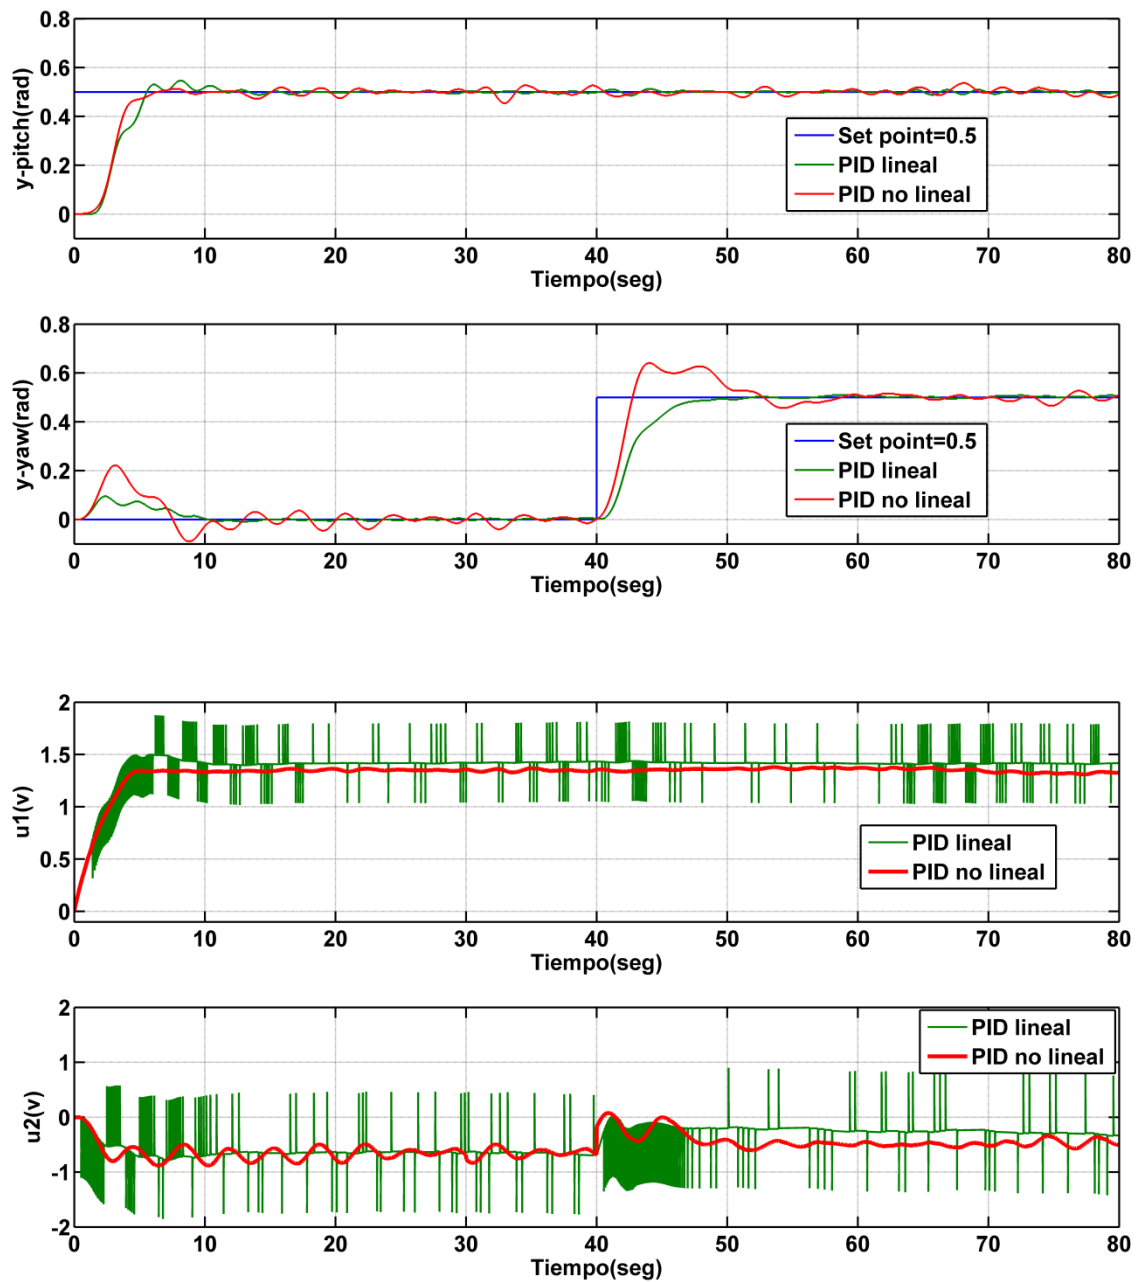 y-pitch(rad)
0.8
0.6
0.4
0.2
0
Set point=0.5
PID lineal
PID no lineal
0 10 20 30 40 50 60 70 80
Tiempo(seg)
y-yaw(rad)
0.8
0.6
0.4
0.2
0
Set point=0.5
PID lineal
PID no lineal
0 10 20 30 40 50 60 70 80
Tiempo(seg)
u1(v)
2
1.5
1
0.5
0
PID lineal
PID no lineal
0 10 20 30 40 50 60 70 80
Tiempo(seg)
u2(v)
2
1
0
-1
-2
PID lineal
PID no lineal
0 10 20 30 40 50 60 70 80
Tiempo(seg)